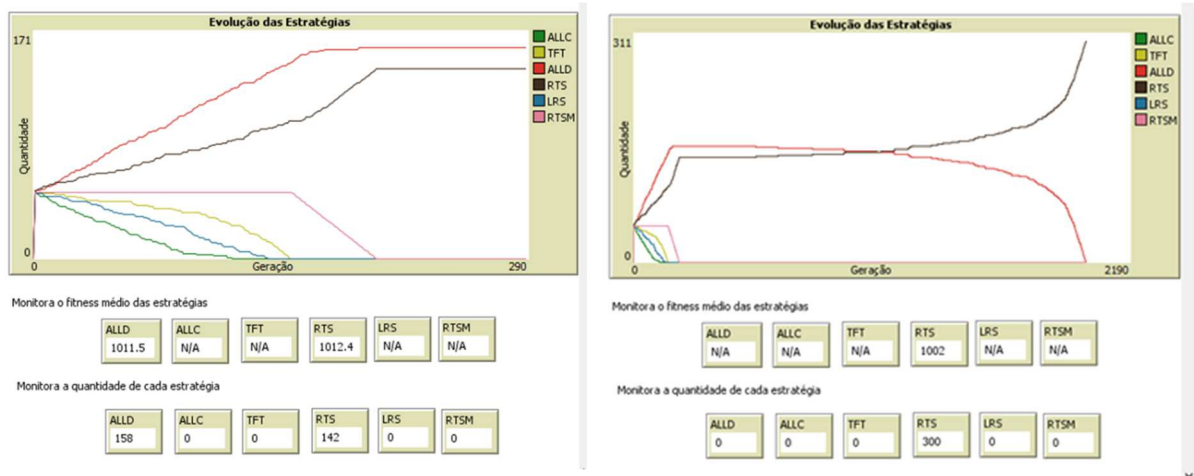 Evolução das Estratégias
171
Quantidade
0
0
Geração
290
ALLC
TFT
ALLD
RTS
LRS
RTSM
Monitora o fitness médio das estratégias
ALLD ALLC TFT RTS LRS RTSM
1011.5 N/A N/A 1012.4 N/A N/A
Monitora a quantidade de cada estratégia
ALLD ALLC TFT RTS LRS RTSM
158 0 0 142 0 0
Evolução das Estratégias
311
Quantidade
0
0
Geração
2190
ALLC
TFT
ALLD
RTS
LRS
RTSM
Monitora o fitness médio das estratégias
ALLD ALLC TFT RTS LRS RTSM
N/A N/A N/A 1002 N/A N/A
Monitora a quantidade de cada estratégia
ALLD ALLC TFT RTS LRS RTSM
0 0 0 300 0 0